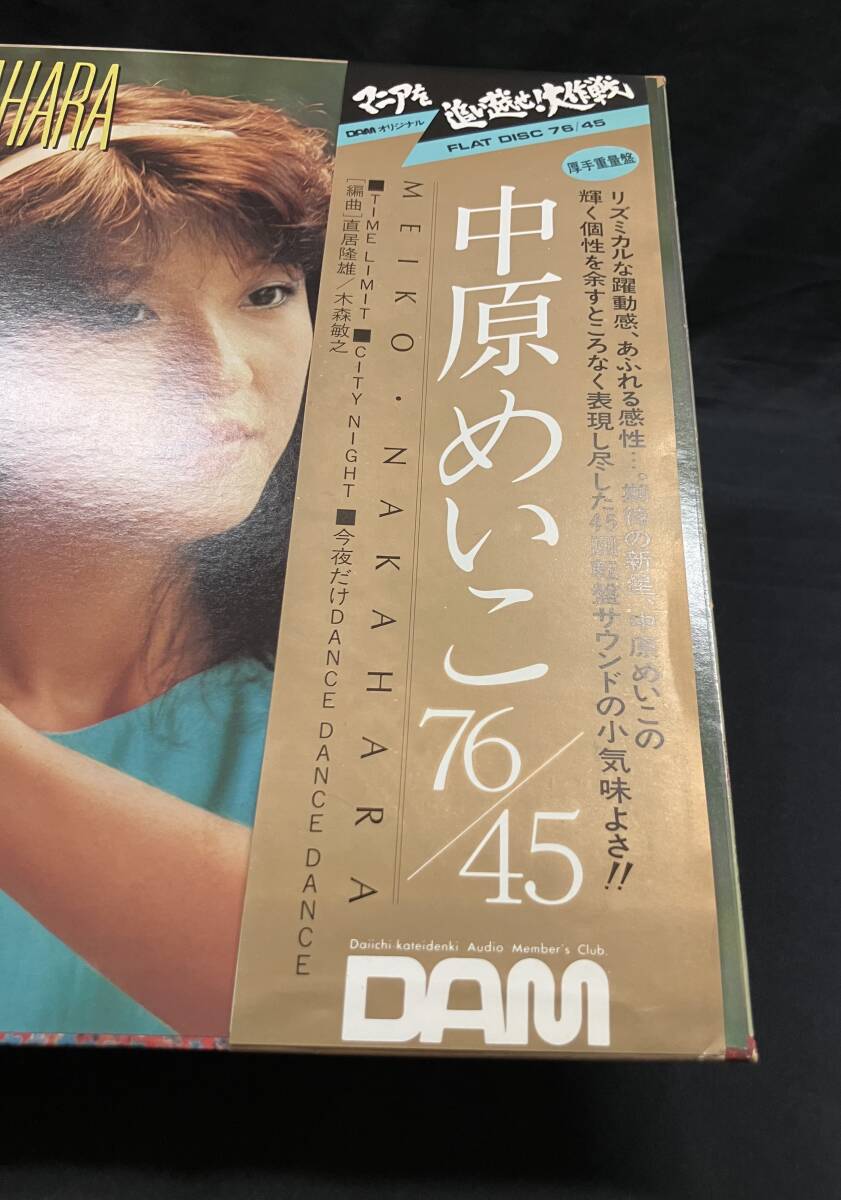 HARA
マニアを
追い越せ!大作戦
DAMオリジナル
FLAT DISC 76/45
厚手重量盤
リズミカルな躍動感、あふれる感性…。期待の新星、中原めいこの
輝く個性を余すところなく表現し尽した45回転盤サウンドの小気味よさ!!
中原めいこ
76/45
MEIKO・NAKAHARA
■TIME LIMIT ■CITY NIGHT ■今夜だけDANCE DANCE DANCE
[編曲]直居隆雄/木森敏之
Daiichi-kateidenki Audio Member's Club.
DAM